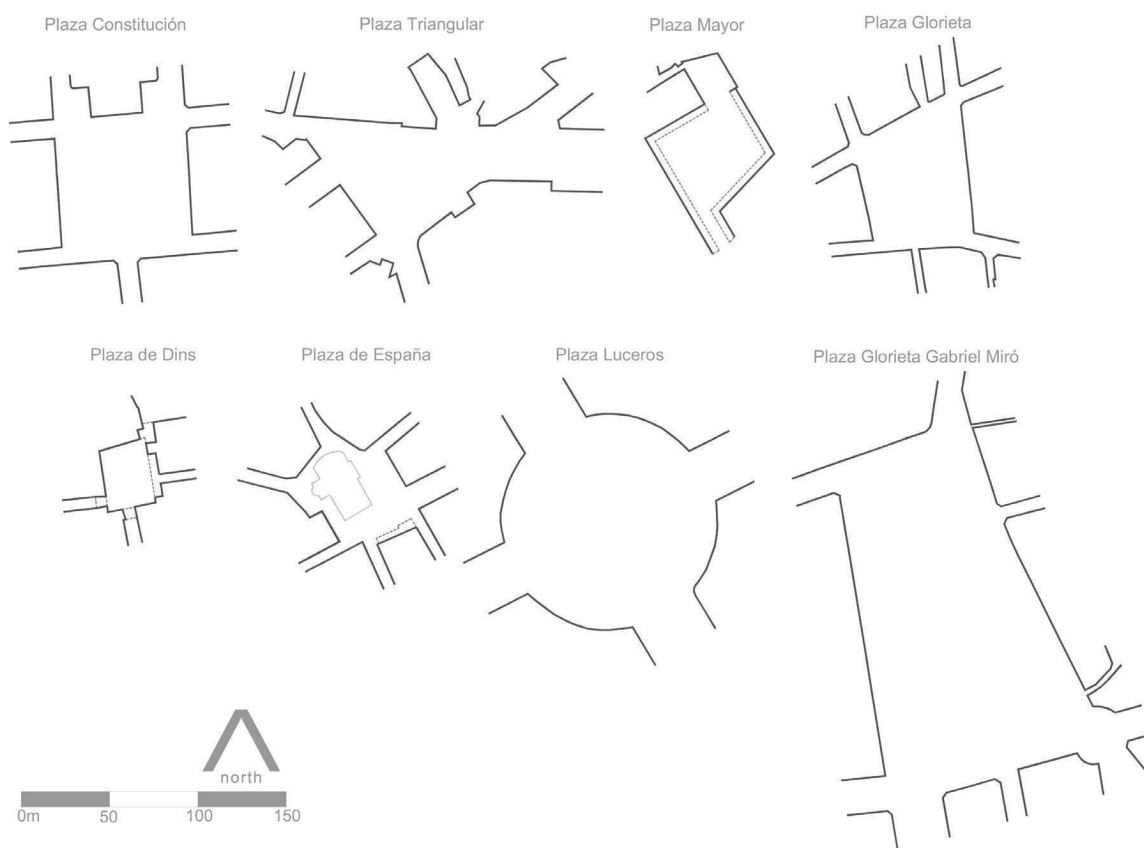 Plaza Constitución
Plaza Triangular
Plaza Mayor
Plaza Glorieta
Plaza de Dins
Plaza de España
Plaza Luceros
Plaza Glorieta Gabriel Miró
north
0m 50 100 150